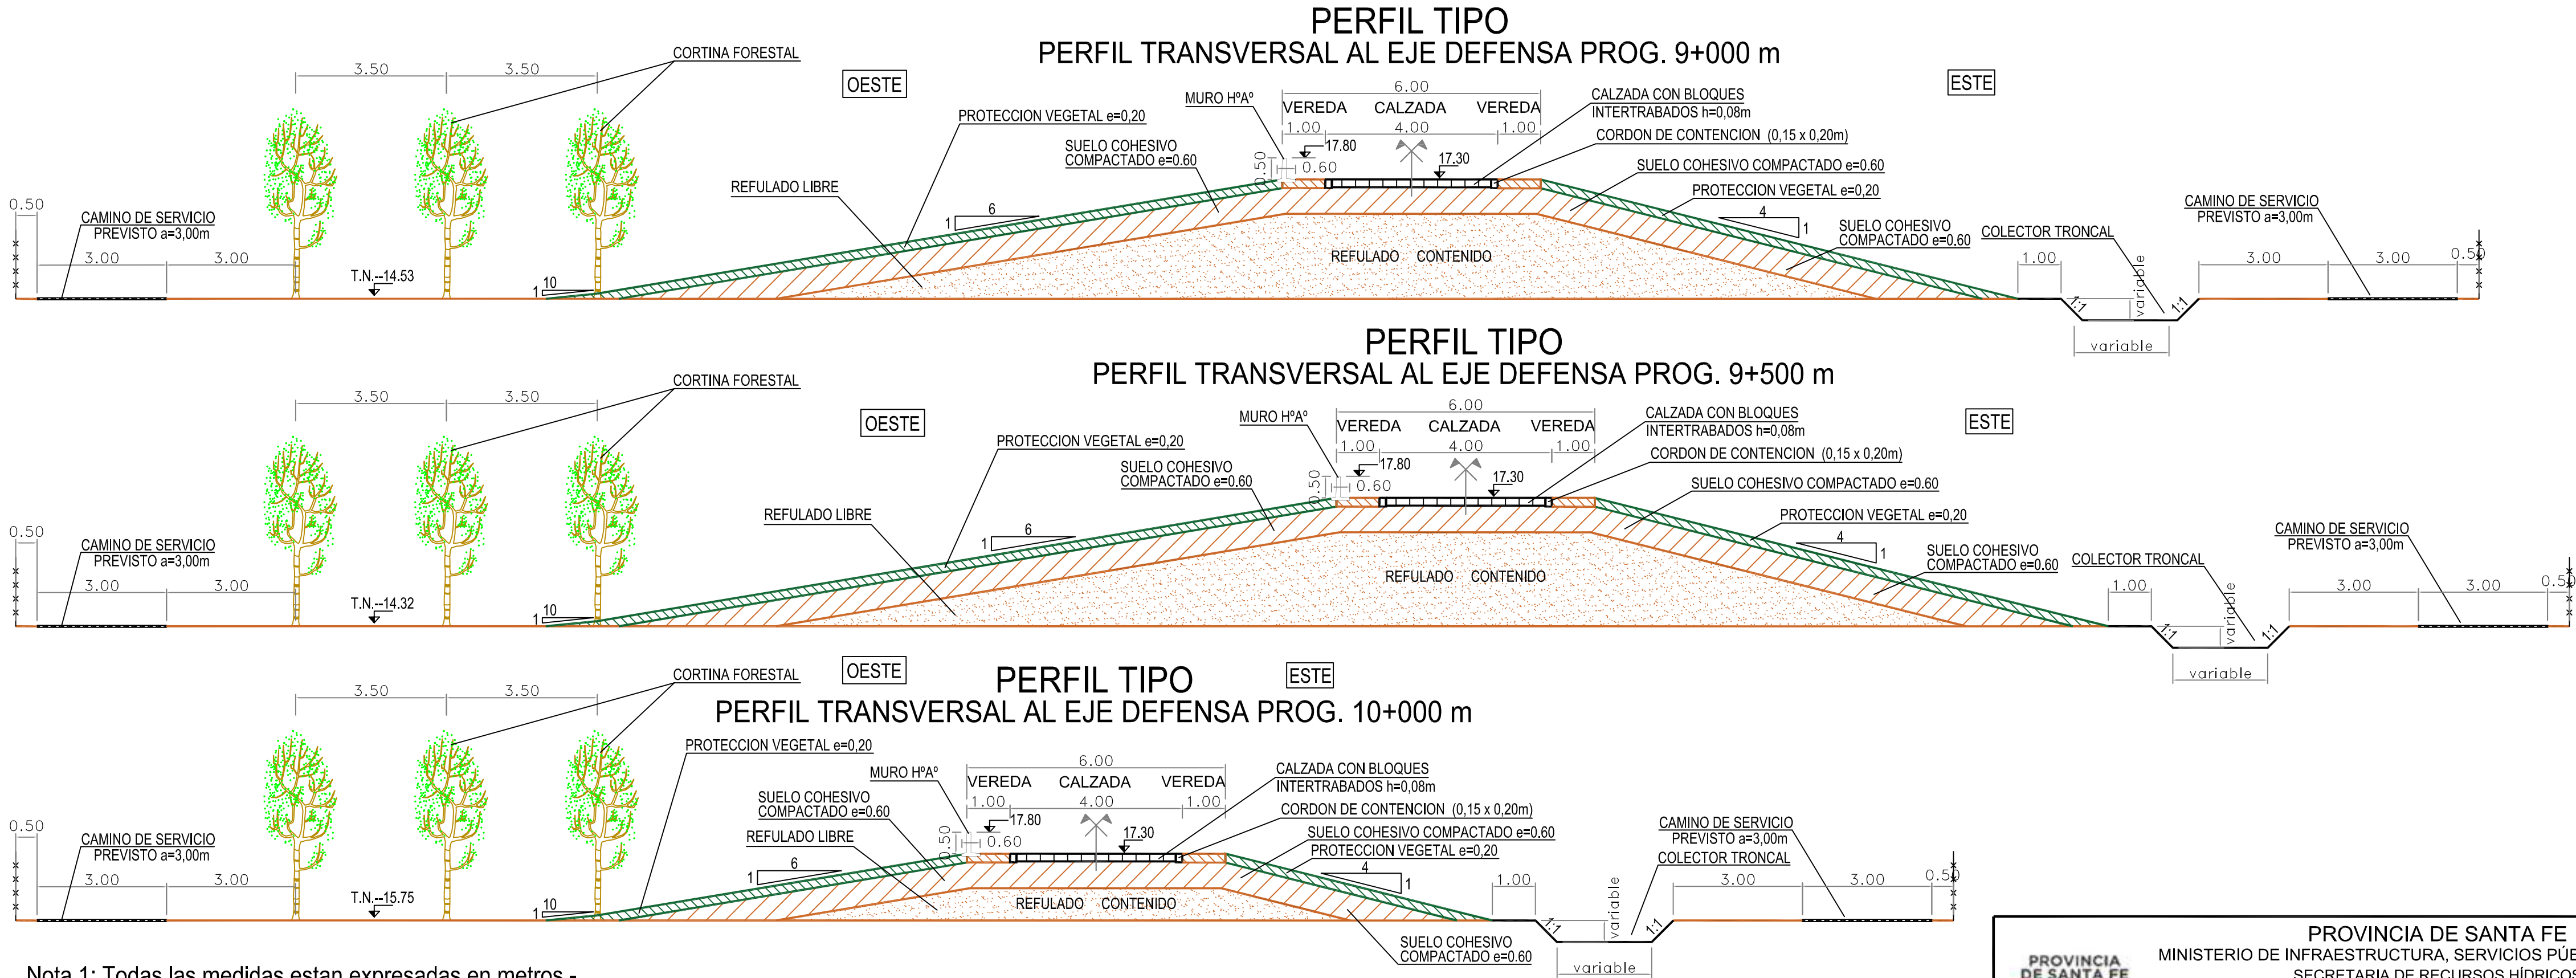 PERFIL TIPO
PERFIL TRANSVERSAL AL EJE DEFENSA PROG. 9+000 m
CORTINA FORESTAL
3.50 3.50
OESTE
ESTE
6.00
MURO HºAº
VEREDA CALZADA VEREDA
CALZADA CON BLOQUES
INTERTRABADOS h=0,08m
PROTECCION VEGETAL e=0,20
1.00 4.00 1.00
CORDON DE CONTENCION (0,15 x 0,20m)
SUELO COHESIVO
COMPACTADO e=0.60
17.80
17.30
0.50
0.60
SUELO COHESIVO COMPACTADO e=0.60
REFULADO LIBRE
PROTECCION VEGETAL e=0,20
0.50
CAMINO DE SERVICIO
PREVISTO a=3,00m
6
1
4
1
SUELO COHESIVO
COMPACTADO e=0.60
COLECTOR TRONCAL
CAMINO DE SERVICIO
PREVISTO a=3,00m
3.00 3.00
T.N.--14.53
10
1
REFULADO CONTENIDO
1.00
variable
3.00 3.00 0.50
1:1 1:1
variable
PERFIL TIPO
PERFIL TRANSVERSAL AL EJE DEFENSA PROG. 9+500 m
CORTINA FORESTAL
3.50 3.50
OESTE
ESTE
6.00
MURO HºAº
VEREDA CALZADA VEREDA
CALZADA CON BLOQUES
INTERTRABADOS h=0,08m
PROTECCION VEGETAL e=0,20
1.00 4.00 1.00
CORDON DE CONTENCION (0,15 x 0,20m)
SUELO COHESIVO
COMPACTADO e=0.60
17.80
17.30
0.50
0.60
SUELO COHESIVO COMPACTADO e=0.60
REFULADO LIBRE
PROTECCION VEGETAL e=0,20
0.50
CAMINO DE SERVICIO
PREVISTO a=3,00m
6
1
4
1
SUELO COHESIVO
COMPACTADO e=0.60
COLECTOR TRONCAL
CAMINO DE SERVICIO
PREVISTO a=3,00m
3.00 3.00
T.N.--14.32
10
1
REFULADO CONTENIDO
1.00
variable
3.00 3.00 0.50
1:1 1:1
variable
PERFIL TIPO
PERFIL TRANSVERSAL AL EJE DEFENSA PROG. 10+000 m
CORTINA FORESTAL
3.50 3.50
OESTE
ESTE
PROTECCION VEGETAL e=0,20
6.00
MURO HºAº
VEREDA CALZADA VEREDA
CALZADA CON BLOQUES
INTERTRABADOS h=0,08m
SUELO COHESIVO
COMPACTADO e=0.60
1.00 4.00 1.00
CORDON DE CONTENCION (0,15 x 0,20m)
REFULADO LIBRE
17.80
17.30
0.50
0.60
SUELO COHESIVO COMPACTADO e=0.60
PROTECCION VEGETAL e=0,20
0.50
CAMINO DE SERVICIO
PREVISTO a=3,00m
6
1
4
1
CAMINO DE SERVICIO
PREVISTO a=3,00m
COLECTOR TRONCAL
3.00 3.00
T.N.--15.75
10
1
REFULADO CONTENIDO
1.00
variable
3.00 3.00 0.50
1:1 1:1
SUELO COHESIVO
COMPACTADO e=0.60
variable
Nota 1: Todas las medidas estan expresadas en metros.-
PROVINCIA
DE SANTA FE
PROVINCIA DE SANTA FE
MINISTERIO DE INFRAESTRUCTURA, SERVICIOS PÚB
SECRETARIA DE RECURSOS HÍDRICOS